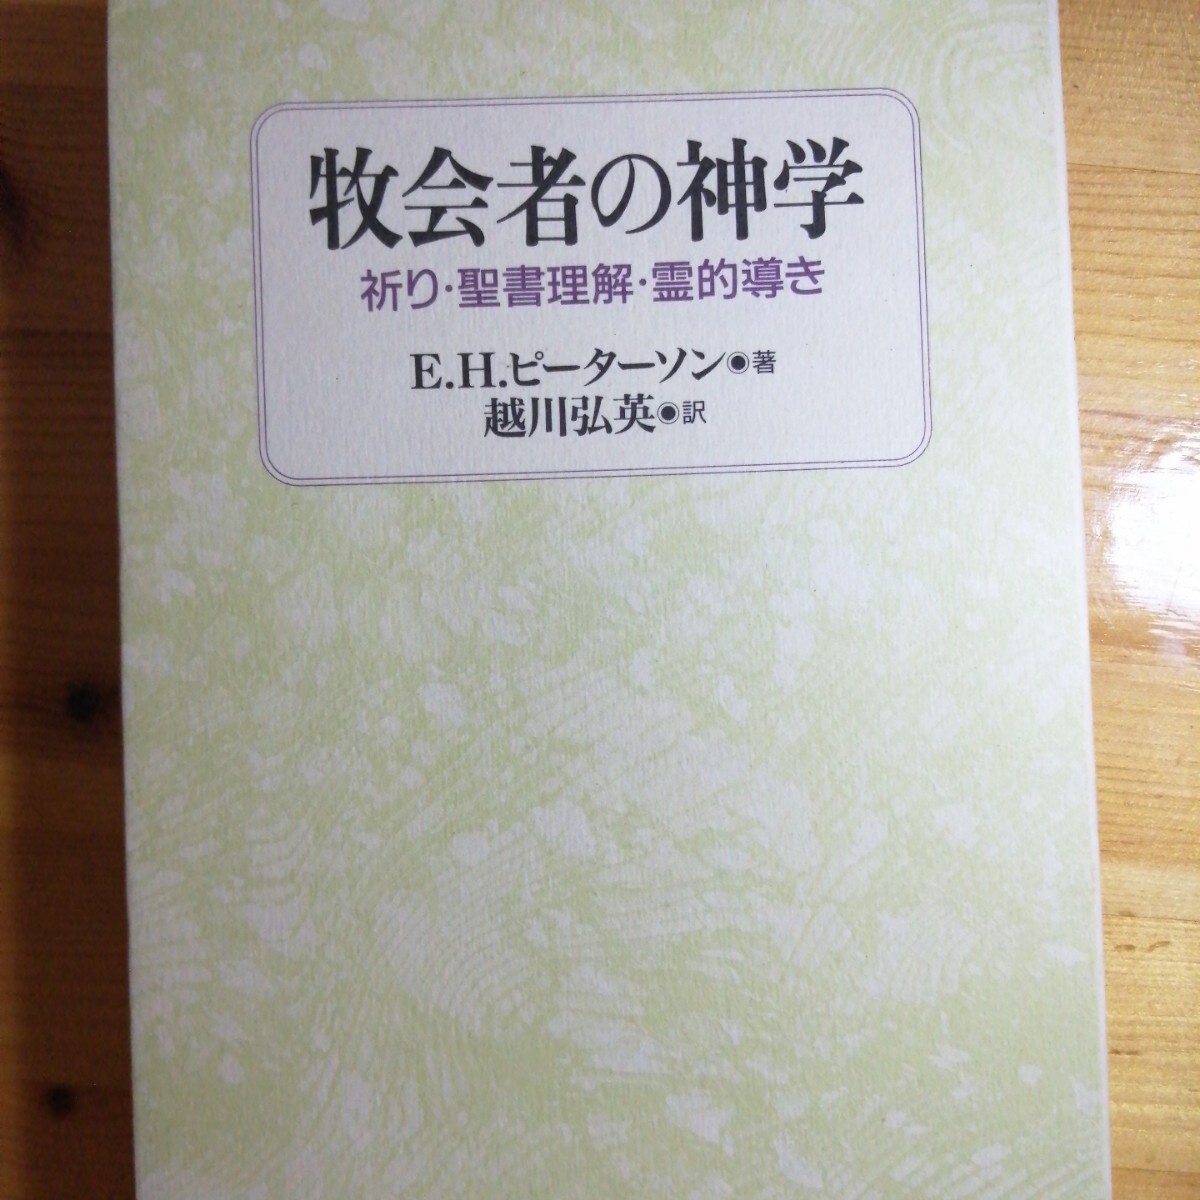 牧会者の神学
祈り・聖書理解・霊的導き
E.H.ピーターソン◉著
越川弘英◉訳